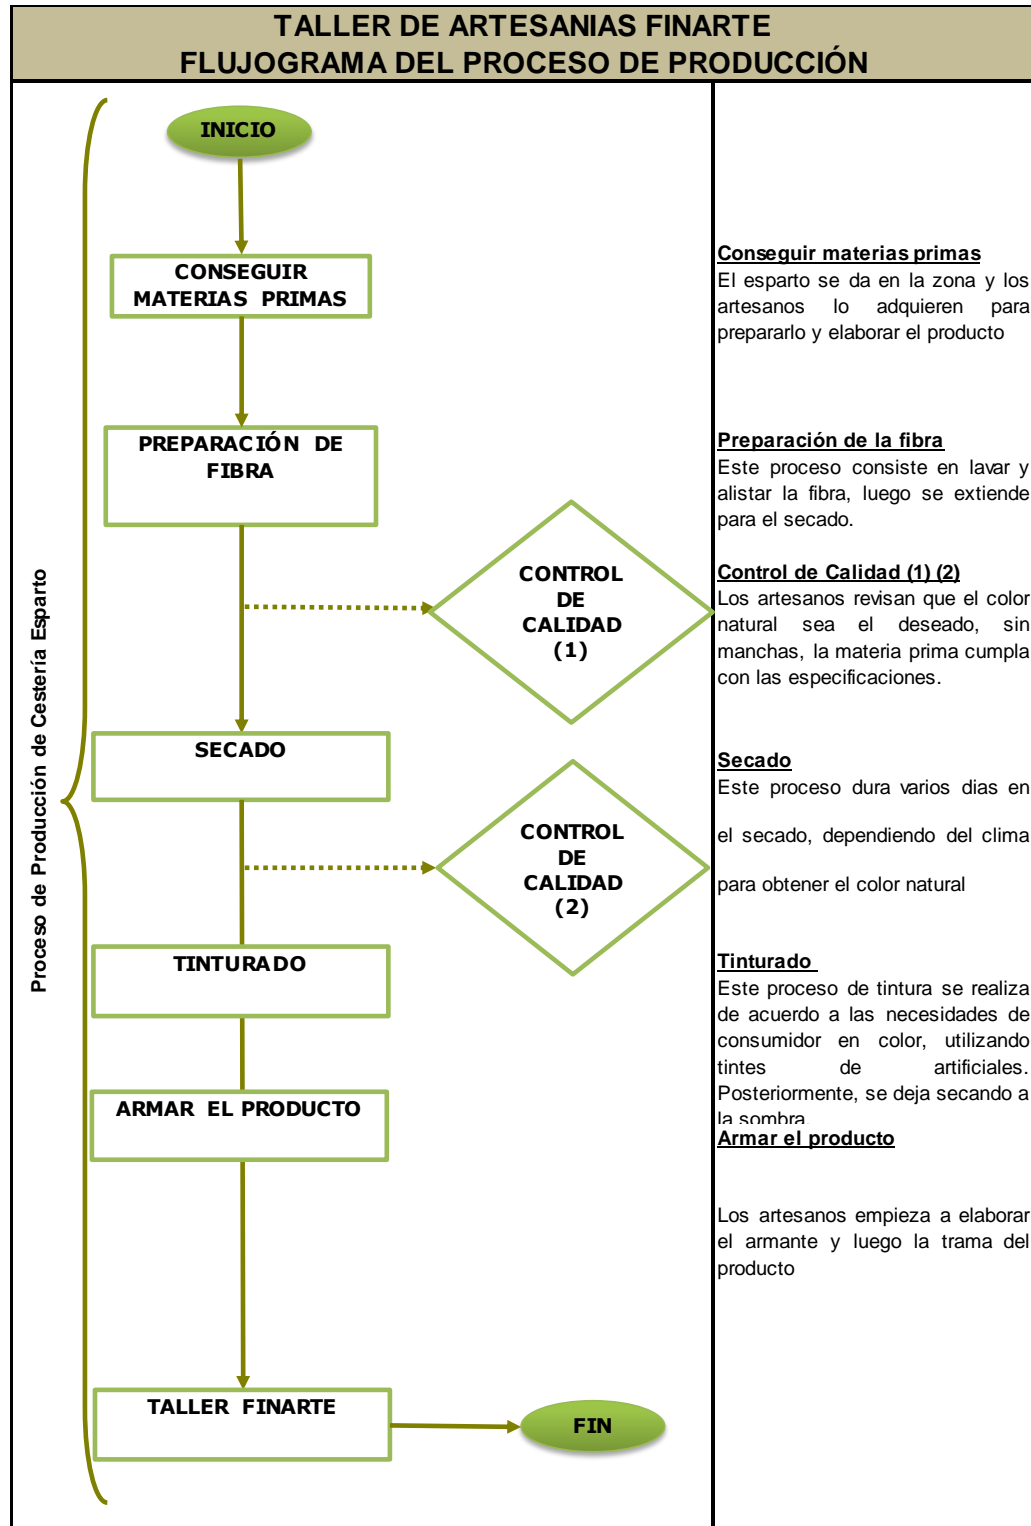 TALLER DE ARTESANIAS FINARTE
FLUJOGRAMA DEL PROCESO DE PRODUCCIÓN
Proceso de Producción de Cestería Esparto
INICIO
CONSEGUIR
MATERIAS PRIMAS
PREPARACIÓN DE
FIBRA
CONTROL
DE
CALIDAD
(1)
SECADO
CONTROL
DE
CALIDAD
(2)
TINTURADO
ARMAR EL PRODUCTO
TALLER FINARTE
FIN
Conseguir materias primas
El esparto se da en la zona y los
artesanos lo adquieren para
prepararlo y elaborar el producto
Preparación de la fibra
Este proceso consiste en lavar y
alistar la fibra, luego se extiende
para el secado.
Control de Calidad (1) (2)
Los artesanos revisan que el color
natural sea el deseado, sin
manchas, la materia prima cumpla
con las especificaciones.
Secado
Este proceso dura varios dias en
el secado, dependiendo del clima
para obtener el color natural
Tinturado
Este proceso de tintura se realiza
de acuerdo a las necesidades de
consumidor en color, utilizando
tintes de artificiales.
Posteriormente, se deja secando a
la sombra.
Armar el producto
Los artesanos empieza a elaborar
el armante y luego la trama del
producto